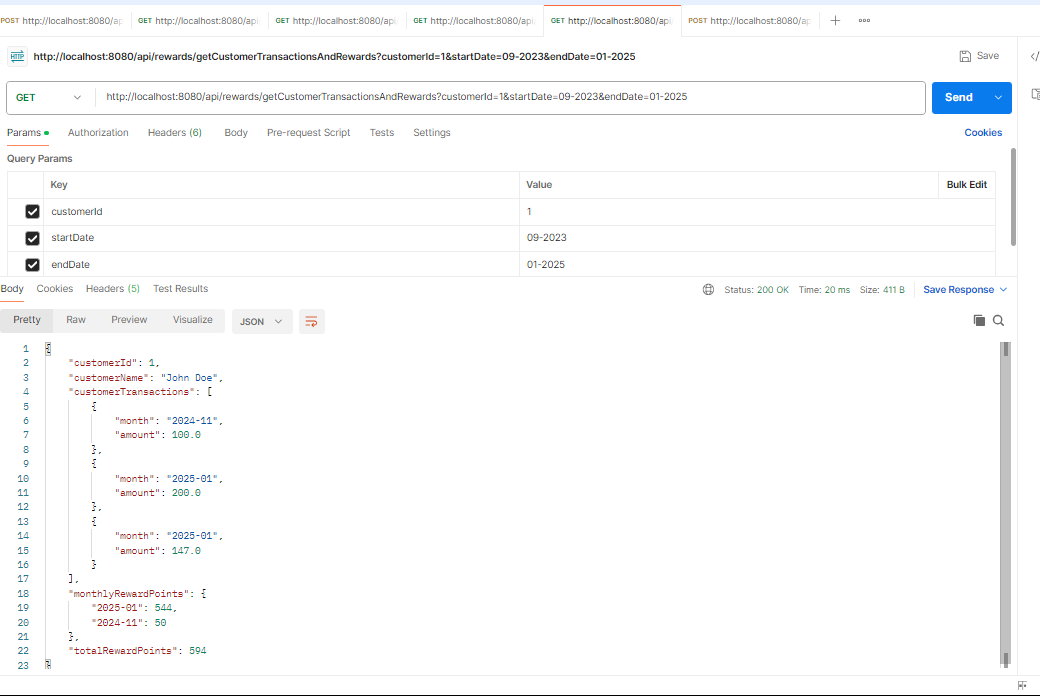 POST http://localhost:8080/ap GET http://localhost:8080/api GET http://localhost:8080/api GET http://localhost:8080/api GET http://localhost:8080/api POST http://localhost:8080/ap
HTTP http://localhost:8080/api/rewards/getCustomerTransactionsAndRewards?customerId=1&startDate=09-2023&endDate=01-2025 Save
GET http://localhost:8080/api/rewards/getCustomerTransactionsAndRewards?customerId=1&startDate=09-2023&endDate=01-2025 Send
Params Authorization Headers (6) Body Pre-request Script Tests Settings Cookies
Query Params
Key Value Bulk Edit
customerId 1
startDate 09-2023
endDate 01-2025
Body Cookies Headers (5) Test Results Status: 200 OK Time: 20 ms Size: 411 B Save Response
Pretty Raw Preview Visualize JSON
1 {
2 "customerId": 1,
3 "customerName": "John Doe",
4 "customerTransactions": [
5 {
6 "month": "2024-11",
7 "amount": 100.0
8 },
9 {
10 "month": "2025-01",
11 "amount": 200.0
12 },
13 {
14 "month": "2025-01",
15 "amount": 147.0
16 }
17 ],
18 "monthlyRewardPoints": {
19 "2025-01": 544,
20 "2024-11": 50
21 },
22 "totalRewardPoints": 594
23 }